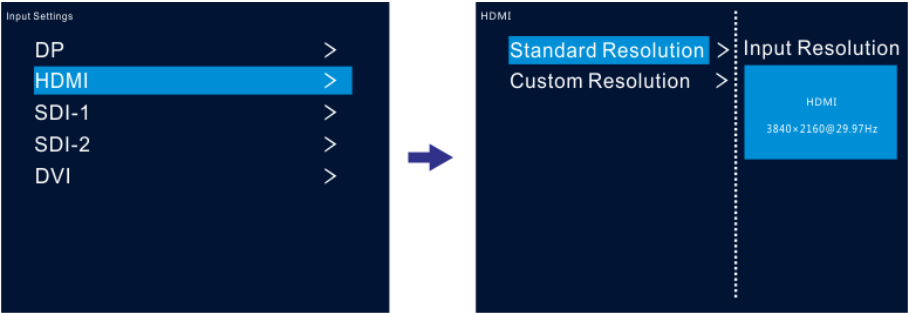 Input Settings
DP >
HDMI >
SDI-1 >
SDI-2 >
DVI >
HDMI
Standard Resolution >
Custom Resolution >
Input Resolution
HDMI
3840×2160@29.97Hz